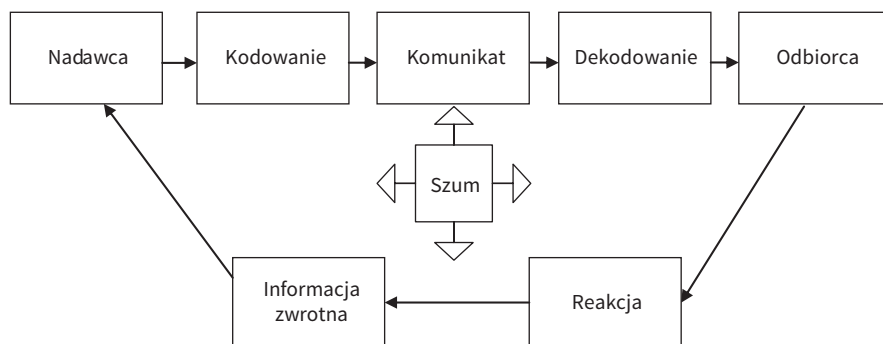 Nadawca
Kodowanie
Komunikat
Dekodowanie
Odbiorca
Szum
Informacja
zwrotna
Reakcja